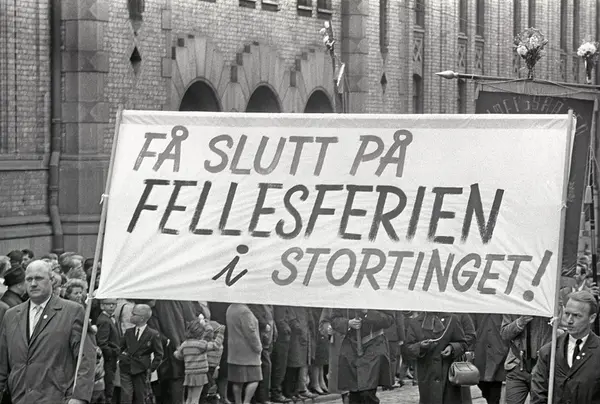 FÅ SLUTT PÅ
FELLESFERIEN
i STORTINGET!